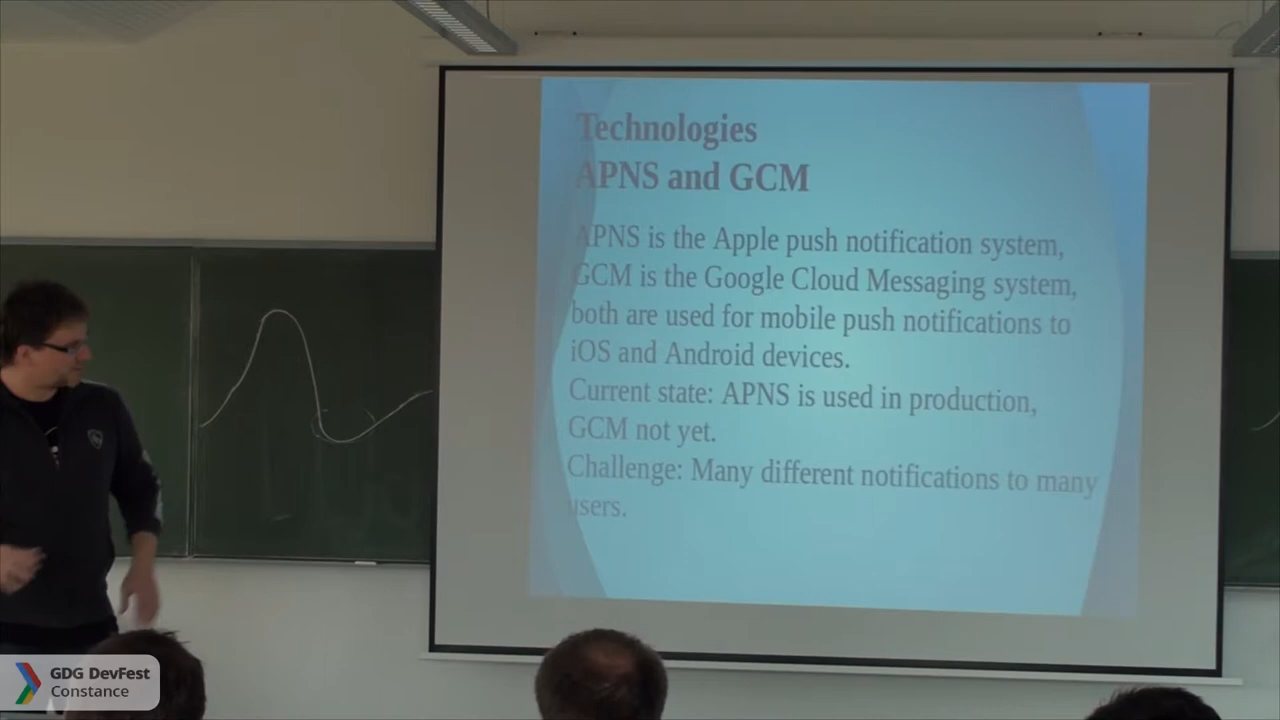 Technologies
APNS and GCM
APNS is the Apple push notification system,
GCM is the Google Cloud Messaging system,
both are used for mobile push notifications to
iOS and Android devices.
Current state: APNS is used in production,
GCM not yet.
Challenge: Many different notifications to many
users.
GDG DevFest
Constance